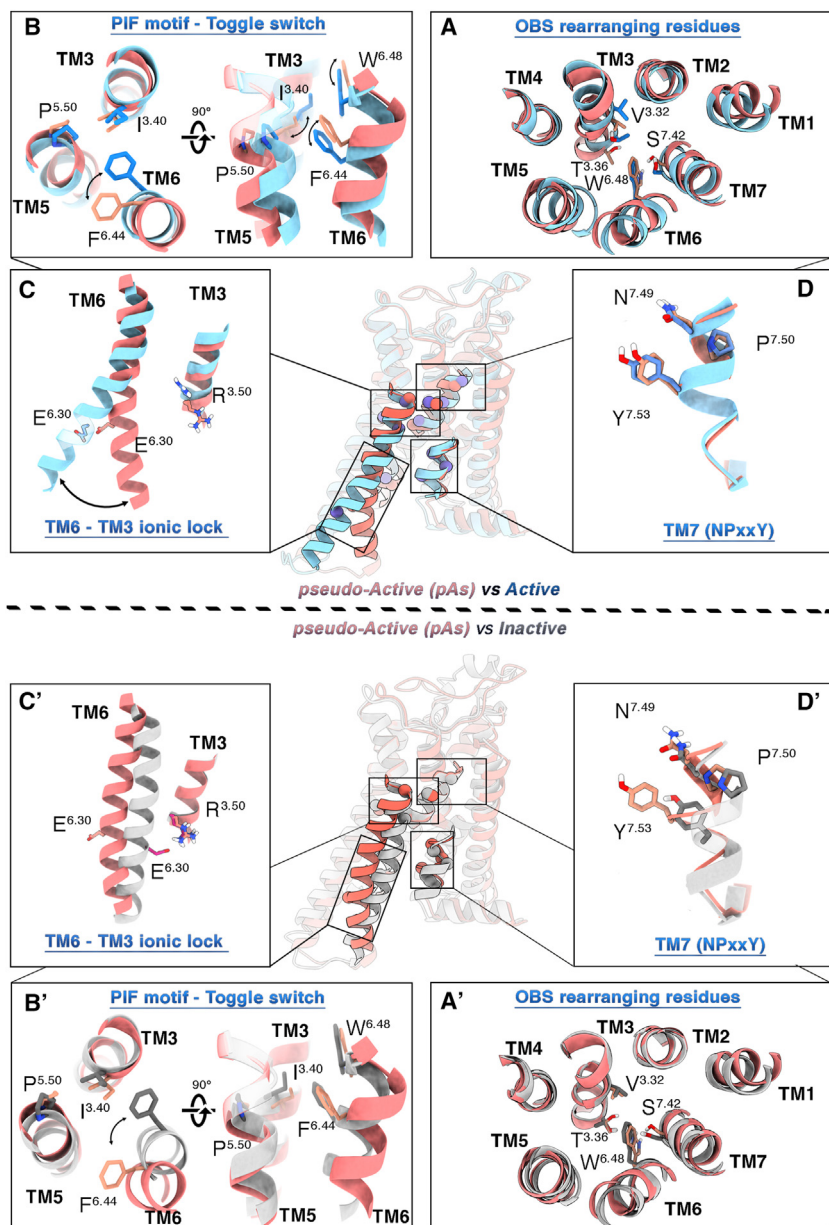 B
PIF motif - Toggle switch
TM3
TM3
W6.48
P5.50
I3.40
90º
I3.40
TM6
P5.50
F6.44
TM5
F6.44
TM5
TM6
A
OBS rearranging residues
TM3
TM2
TM4
TM1
V3.32
S7.42
T3.36
W6.48
TM5
TM7
TM6
C
TM6
TM3
R3.50
E6.30
E6.30
TM6 - TM3 ionic lock
D
N7.49
P7.50
Y7.53
TM7 (NPxxY)
pseudo-Active (pAs) vs Active
pseudo-Active (pAs) vs Inactive
C'
TM6
TM3
R3.50
E6.30
E6.30
TM6 - TM3 ionic lock
D'
N7.49
P7.50
Y7.53
TM7 (NPxxY)
B'
PIF motif - Toggle switch
TM3
TM3
W6.48
P5.50
I3.40
90º
I3.40
P5.50
F6.44
TM5
F6.44
TM6
TM5
TM6
A'
OBS rearranging residues
TM3
TM2
TM4
TM1
V3.32
S7.42
T3.36
W6.48
TM5
TM7
TM6